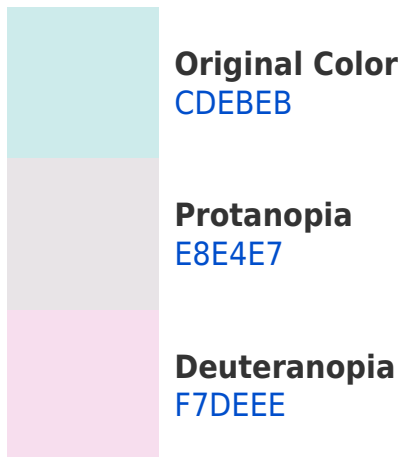 Original Color
CDEBEB
Protanopia
E8E4E7
Deuteranopia
F7DEEE